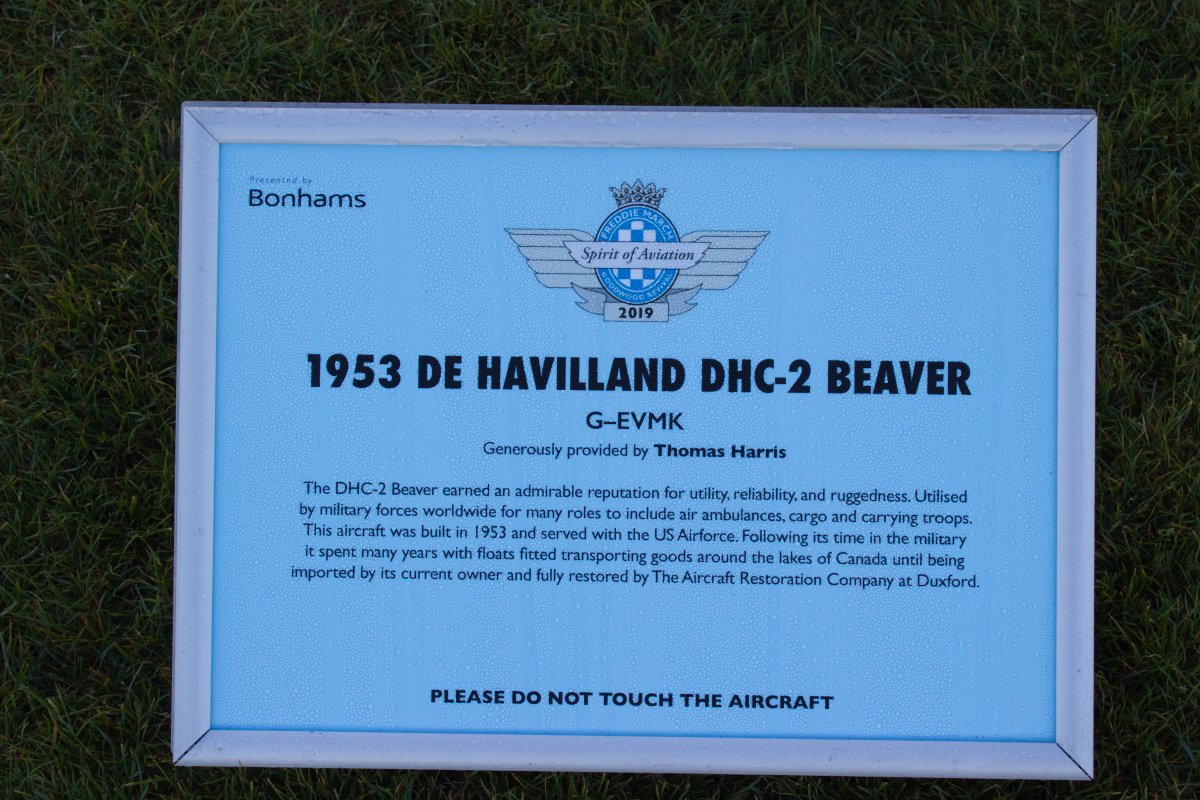 Presented by
Bonhams
FREDDIE MARCH
Spirit of Aviation
GOODWOOD REVIVAL
2019
1953 DE HAVILLAND DHC-2 BEAVER
G–EVMK
Generously provided by Thomas Harris
The DHC-2 Beaver earned an admirable reputation for utility, reliability, and ruggedness. Utilised
by military forces worldwide for many roles to include air ambulances, cargo and carrying troops.
This aircraft was built in 1953 and served with the US Airforce. Following its time in the military
it spent many years with floats fitted transporting goods around the lakes of Canada until being
imported by its current owner and fully restored by The Aircraft Restoration Company at Duxford.
PLEASE DO NOT TOUCH THE AIRCRAFT